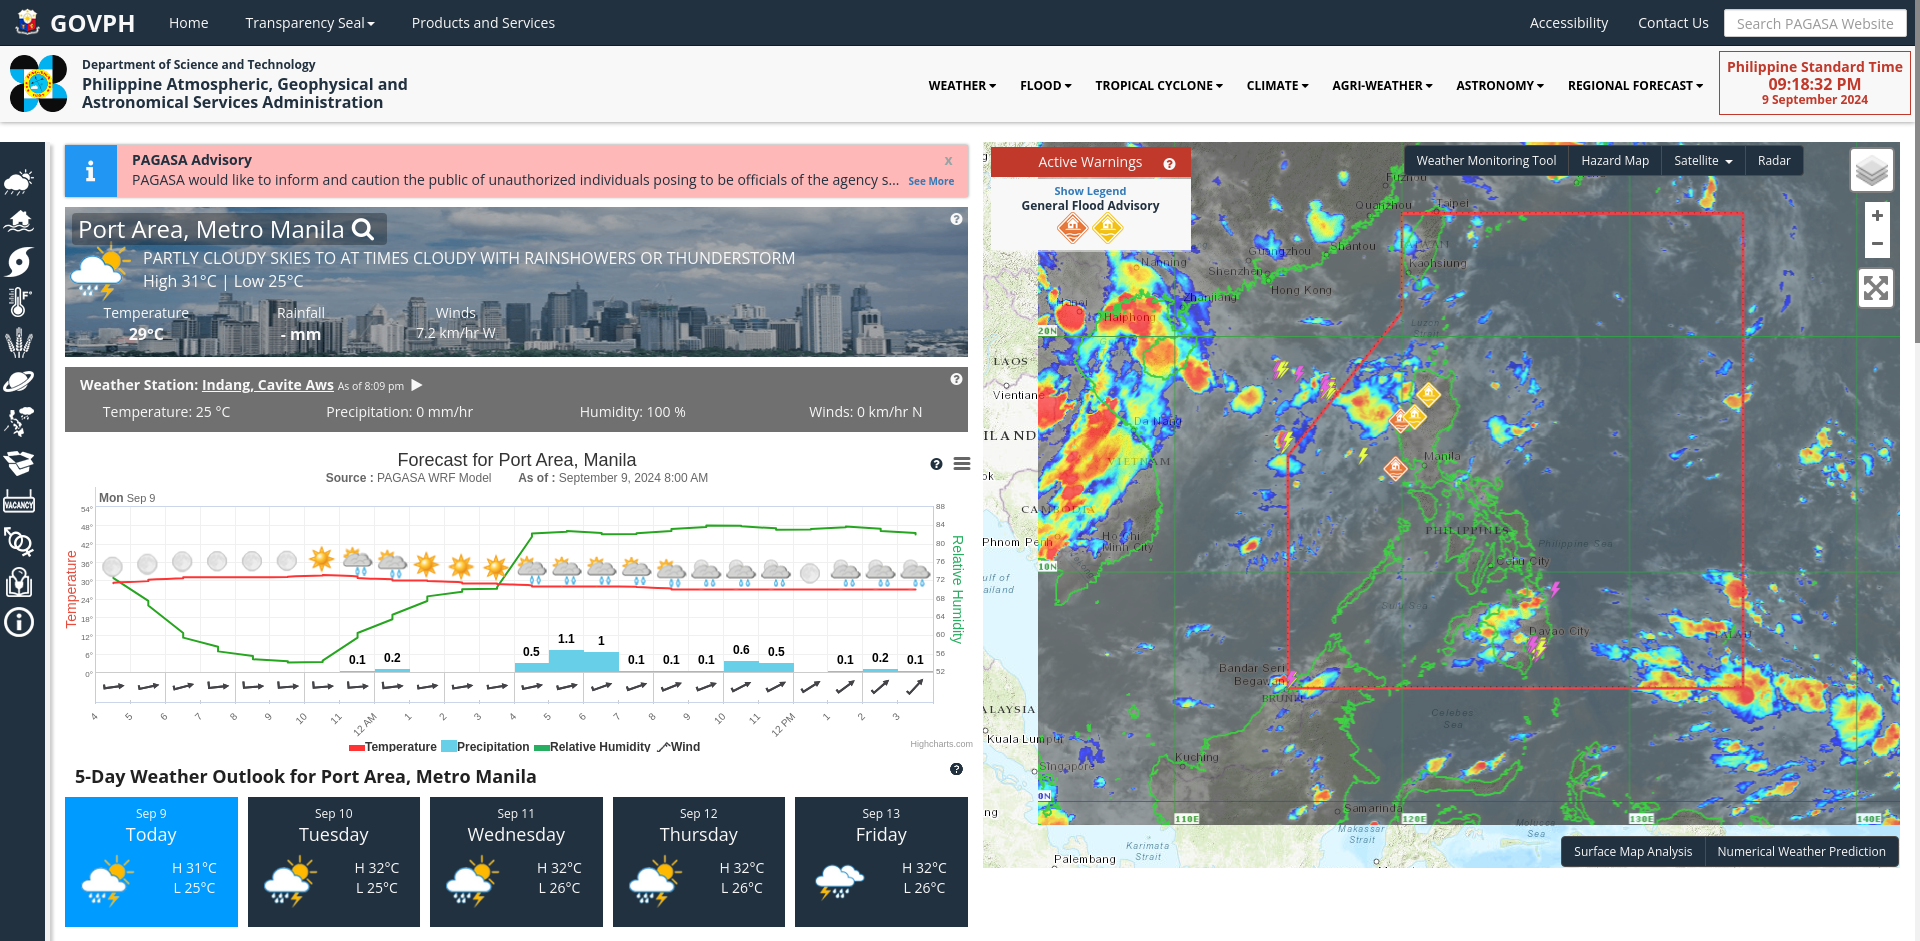 GOVPH
Home
Transparency Seal
Products and Services
Accessibility
Contact Us
Search PAGASA Website
Department of Science and Technology
Philippine Atmospheric, Geophysical and
Astronomical Services Administration
WEATHER
FLOOD
TROPICAL CYCLONE
CLIMATE
AGRI-WEATHER
ASTRONOMY
REGIONAL FORECAST
Philippine Standard Time
09:18:32 PM
9 September 2024
PAGASA Advisory
x
PAGASA would like to inform and caution the public of unauthorized individuals posing to be officials of the agency s...
See More
Port Area, Metro Manila
PARTLY CLOUDY SKIES TO AT TIMES CLOUDY WITH RAINSHOWERS OR THUNDERSTORM
High 31°C | Low 25°C
Temperature
Rainfall
Winds
29°C
- mm
7.2 km/hr W
Weather Station: Indang, Cavite Aws As of 8:09 pm
Temperature: 25 °C
Precipitation: 0 mm/hr
Humidity: 100 %
Winds: 0 km/hr N
Forecast for Port Area, Manila
Source : PAGASA WRF Model As of : September 9, 2024 8:00 AM
Mon Sep 9
54°
48°
42°
36°
30°
24°
18°
12°
6°
0°
Temperature
88
84
80
76
72
68
64
60
56
52
Relative Humidity
0.1
0.2
0.5
1.1
1
0.1
0.1
0.1
0.6
0.5
0.1
0.2
0.1
4
5
6
7
8
9
10
11
12 AM
1
2
3
4
5
6
7
8
9
10
11
12 PM
1
2
3
Temperature
Precipitation
Relative Humidity
Wind
Highcharts.com
5-Day Weather Outlook for Port Area, Metro Manila
Sep 9
Today
H 31°C
L 25°C
Sep 10
Tuesday
H 32°C
L 25°C
Sep 11
Wednesday
H 32°C
L 26°C
Sep 12
Thursday
H 32°C
L 26°C
Sep 13
Friday
H 32°C
L 26°C
VACANCY
Active Warnings
Show Legend
General Flood Advisory
Weather Monitoring Tool
Hazard Map
Satellite
Radar
+
−
Fuzhou
Quanzhou
Taipei
Guangzhou
Shantou
TAIWAN
Kaohsiung
Nanning
Shenzhen
Hong Kong
Hanoi
Zhanjiang
Haiphong
Luzon
Strait
20N
LAOS
Vientiane
Da Nang
ILAND
Manila
VIETNAM
ok
CAMBODIA
PHILIPPINES
Phnom Penh
Ho Chi
Minh City
Philippine Sea
Cebu City
10N
ulf of
ailand
Sulu Sea
Davao City
PALAU
Bandar Seri
Begawan
BRUNEI
ALAYSIA
Celebes
Sea
Kuala Lumpur
Kuching
Singapore
0N
ng
Samarinda
110E
120E
130E
140E
Makassar
Strait
Molucca
Sea
Karimata
Strait
Palembang
Surface Map Analysis
Numerical Weather Prediction